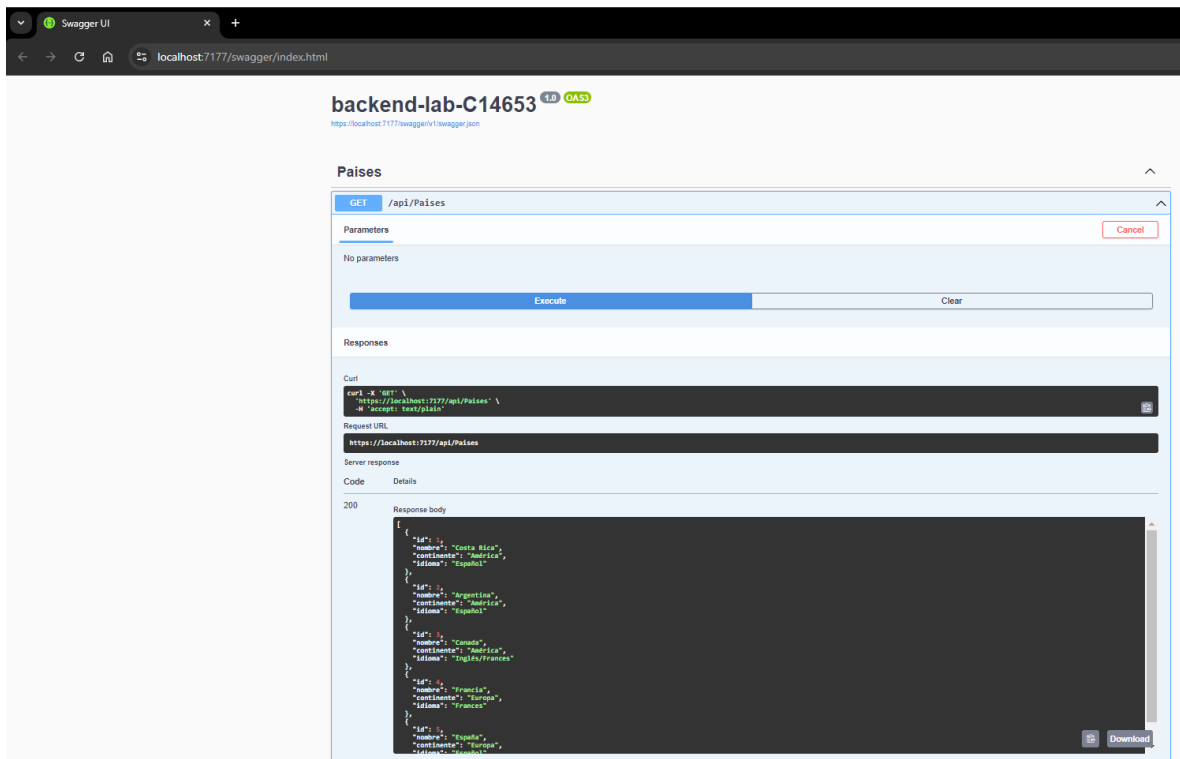 Swagger UI
localhost:7177/swagger/index.html
backend-lab-C14653 1.0 OAS3
https://localhost:7177/swagger/v1/swagger.json
Paises
GET /api/Paises
Parameters Cancel
No parameters
Execute Clear
Responses
Curl
curl -X 'GET' \
'https://localhost:7177/api/Paises' \
-H 'accept: text/plain'
Request URL
https://localhost:7177/api/Paises
Server response
Code Details
200
Response body
[
{
"id": 1,
"nombre": "Costa Rica",
"continente": "América",
"idioma": "Español"
},
{
"id": 2,
"nombre": "Argentina",
"continente": "América",
"idioma": "Español"
},
{
"id": 3,
"nombre": "Canada",
"continente": "América",
"idioma": "Inglés/Frances"
},
{
"id": 4,
"nombre": "Francia",
"continente": "Europa",
"idioma": "Frances"
},
{
"id": 5,
"nombre": "España",
"continente": "Europa",
"idioma": "Español"
Download